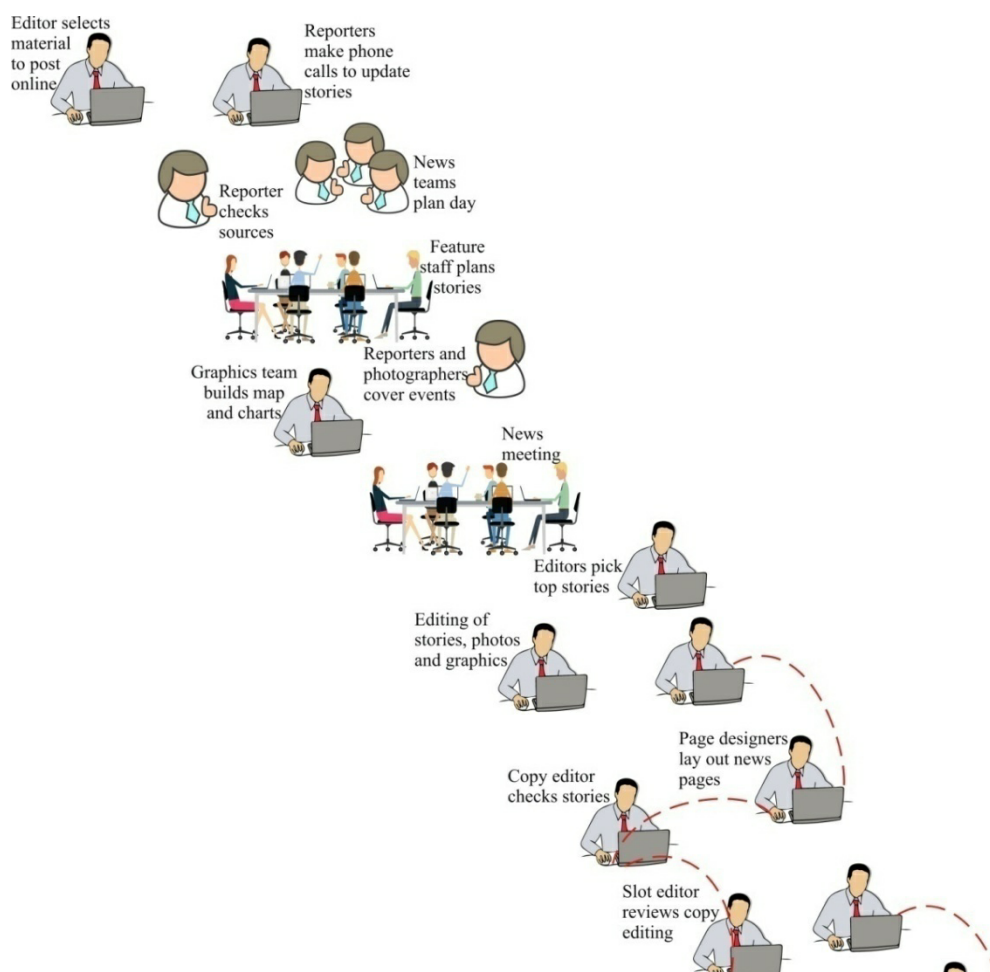 Editor selects
material
to post
online
Reporters
make phone
calls to update
stories
Reporter
checks
sources
News
teams
plan day
Feature
staff plans
stories
Reporters and
photographers
cover events
Graphics team
builds map
and charts
News
meeting
Editors pick
top stories
Editing of
stories, photos
and graphics
Page designers
lay out news
pages
Copy editor
checks stories
Slot editor
reviews copy
editing